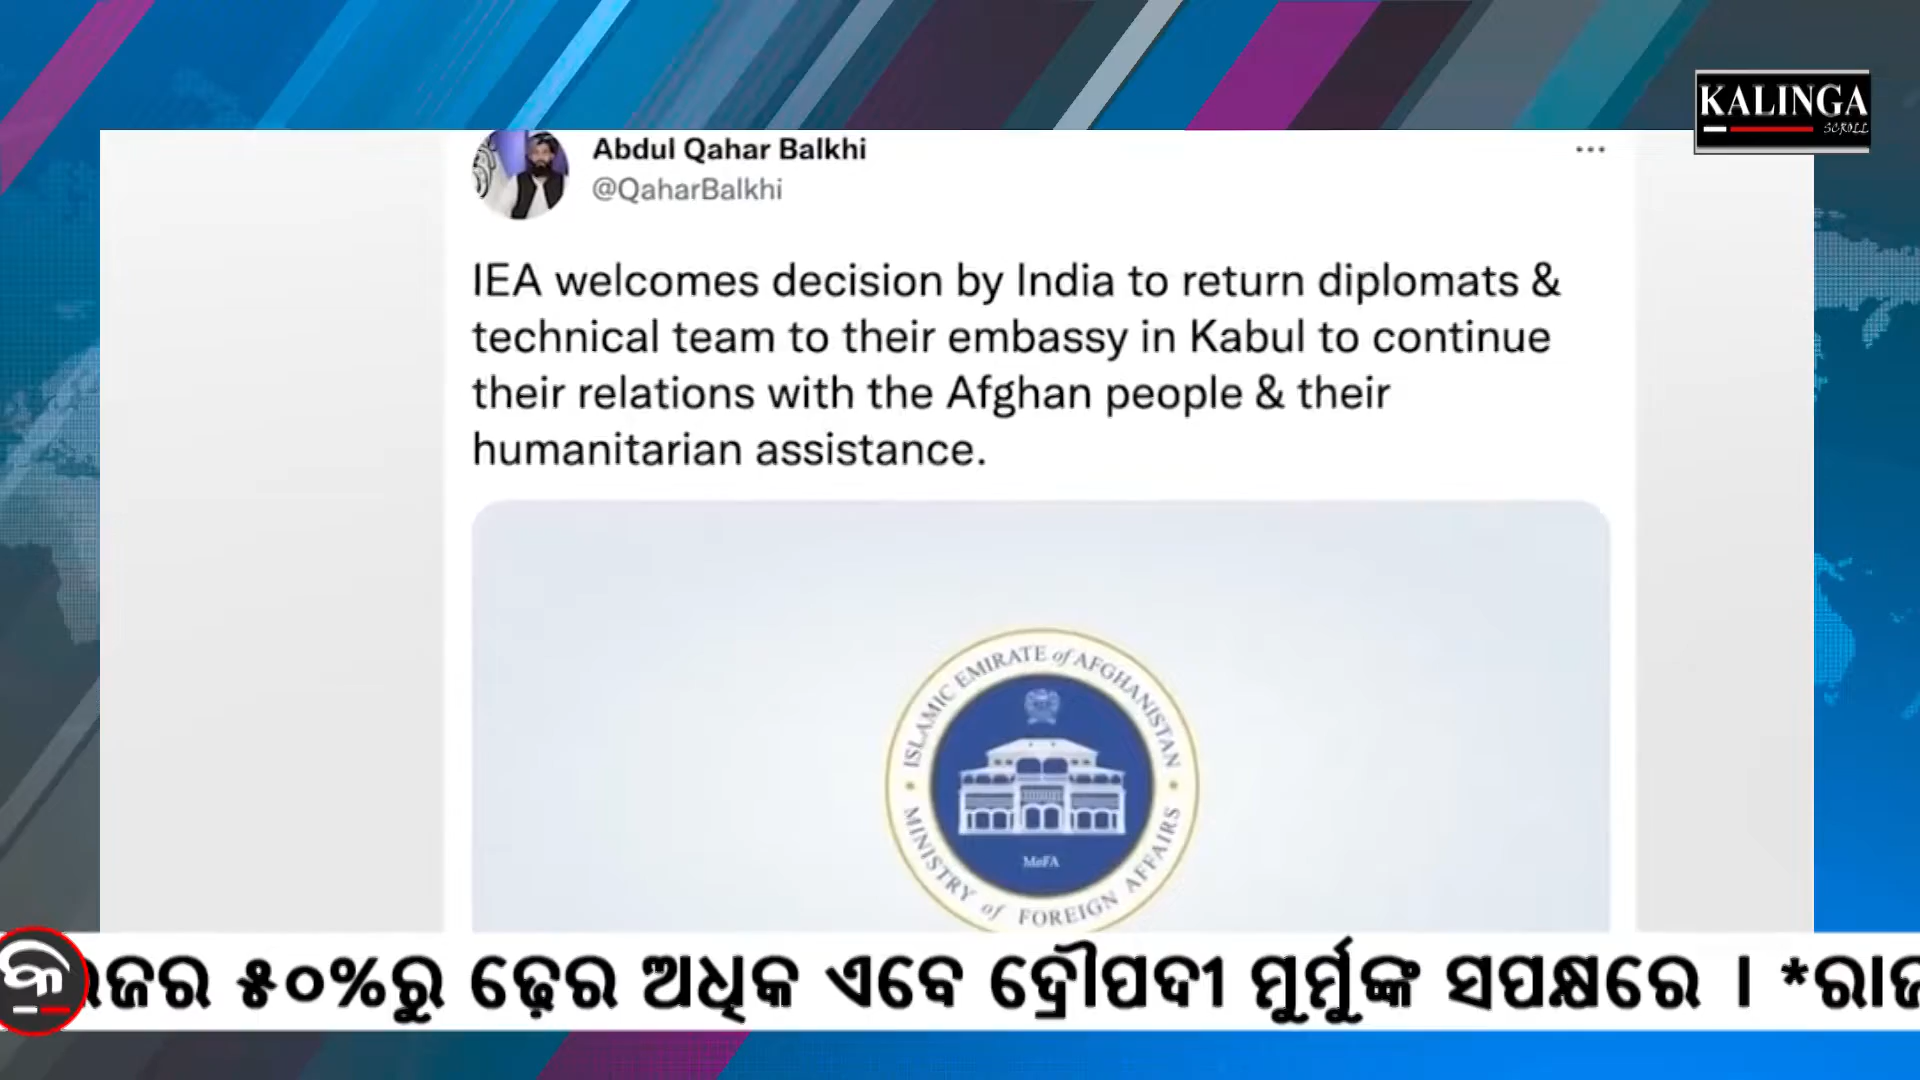 KALINGA
SCROLL
Abdul Qahar Balkhi
@QaharBalkhi
IEA welcomes decision by India to return diplomats &
technical team to their embassy in Kabul to continue
their relations with the Afghan people & their
humanitarian assistance.
ISLAMIC EMIRATE of AFGHANISTAN
MoFA
MINISTRY of FOREIGN AFFAIRS
କ
ଜର ୫୦%ରୁ ଢ଼େର ଅଧିକ ଏବେ ଦ୍ରୌପଦୀ ମୁର୍ମୁଙ୍କ ସପକ୍ଷରେ । *ରାଜ